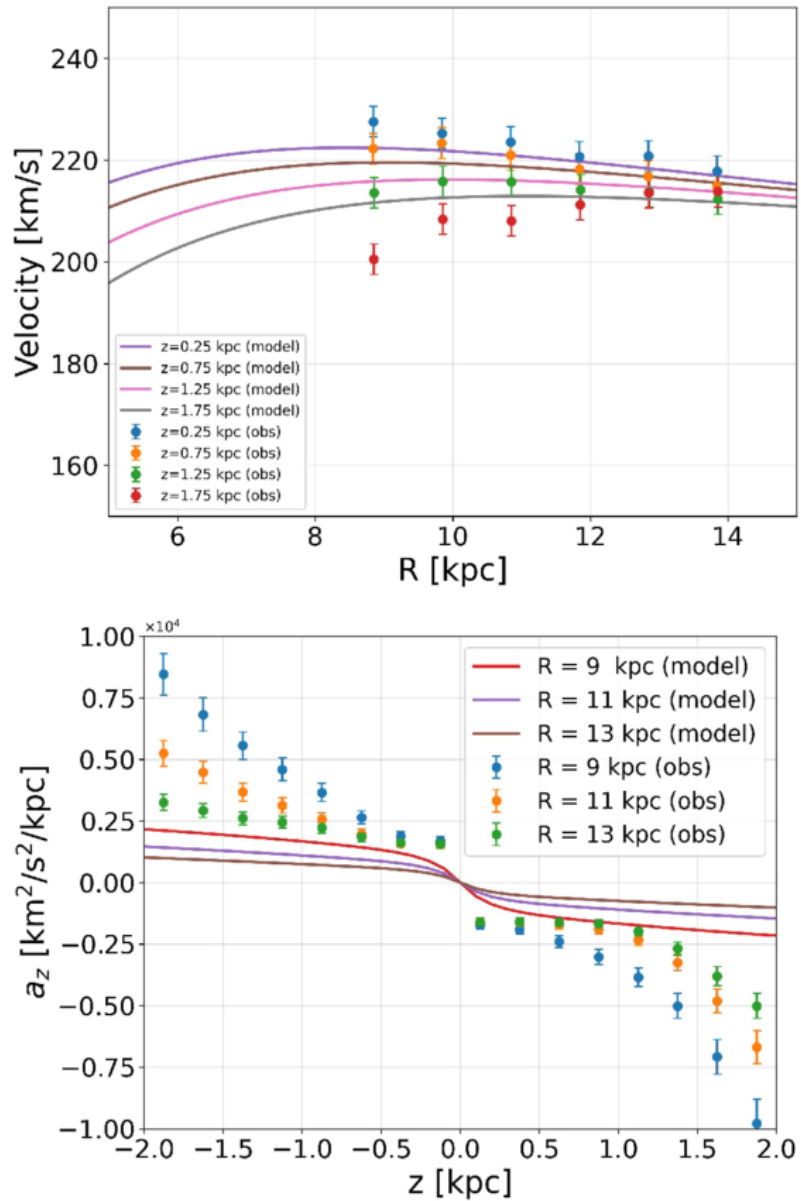 240
220
200
180
160
Velocity [km/s]
z=0.25 kpc (model)
z=0.75 kpc (model)
z=1.25 kpc (model)
z=1.75 kpc (model)
z=0.25 kpc (obs)
z=0.75 kpc (obs)
z=1.25 kpc (obs)
z=1.75 kpc (obs)
6 8 10 12 14
R [kpc]
×10⁴
1.00
0.75
0.50
0.25
0.00
−0.25
−0.50
−0.75
−1.00
a_z [km²/s²/kpc]
R = 9 kpc (model)
R = 11 kpc (model)
R = 13 kpc (model)
R = 9 kpc (obs)
R = 11 kpc (obs)
R = 13 kpc (obs)
−2.0 −1.5 −1.0 −0.5 0.0 0.5 1.0 1.5 2.0
z [kpc]